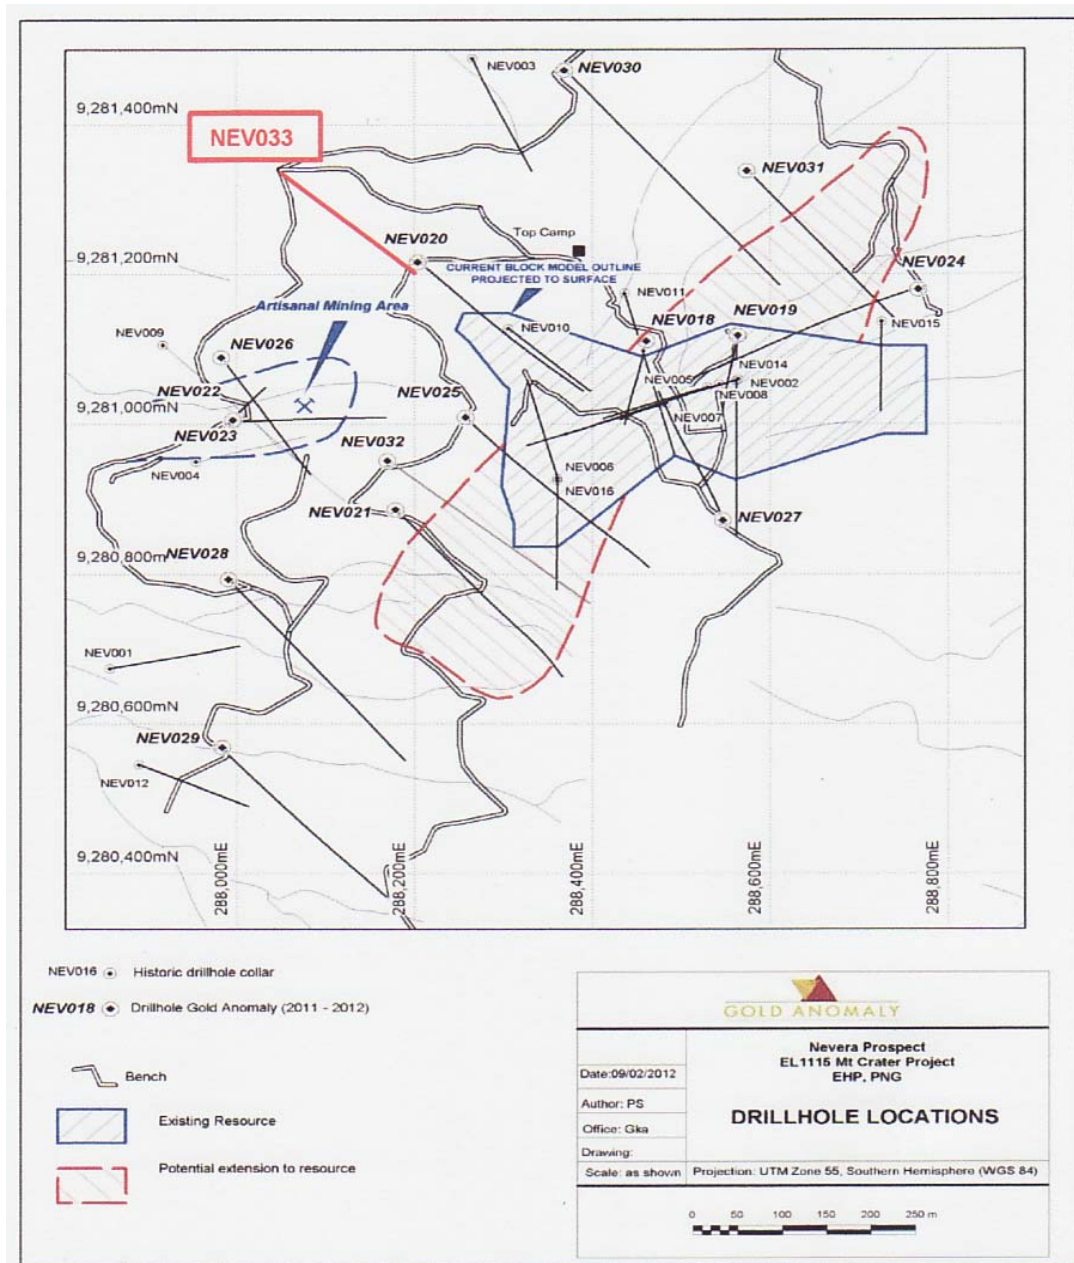 NEV003
NEV030
9,281,400mN
NEV033
NEV031
NEV020
Top Camp
9,281,200mN
CURRENT BLOCK MODEL OUTLINE
PROJECTED TO SURFACE
NEV024
NEV011
Artisanal Mining Area
NEV018
NEV019
NEV010
NEV015
NEV009
NEV026
NEV014
NEV005
NEV002
NEV022
NEV025
NEV008
9,281,000mN
NEV007
NEV023
NEV032
NEV004
NEV006
NEV016
NEV021
NEV027
9,280,800mN
NEV028
NEV001
9,280,600mN
NEV029
NEV012
9,280,400mN
288,000mE
288,200mE
288,400mE
288,600mE
288,800mE
NEV016 Historic drillhole collar
NEV018 Drillhole Gold Anomaly (2011 - 2012)
Bench
Existing Resource
Potential extension to resource
GOLD ANOMALY
Nevera Prospect
EL1115 Mt Crater Project
EHP, PNG
Date:09/02/2012
Author: PS
DRILLHOLE LOCATIONS
Office: Gka
Drawing:
Scale: as shown
Projection: UTM Zone 55, Southern Hemisphere (WGS 84)
0 50 100 150 200 250 m